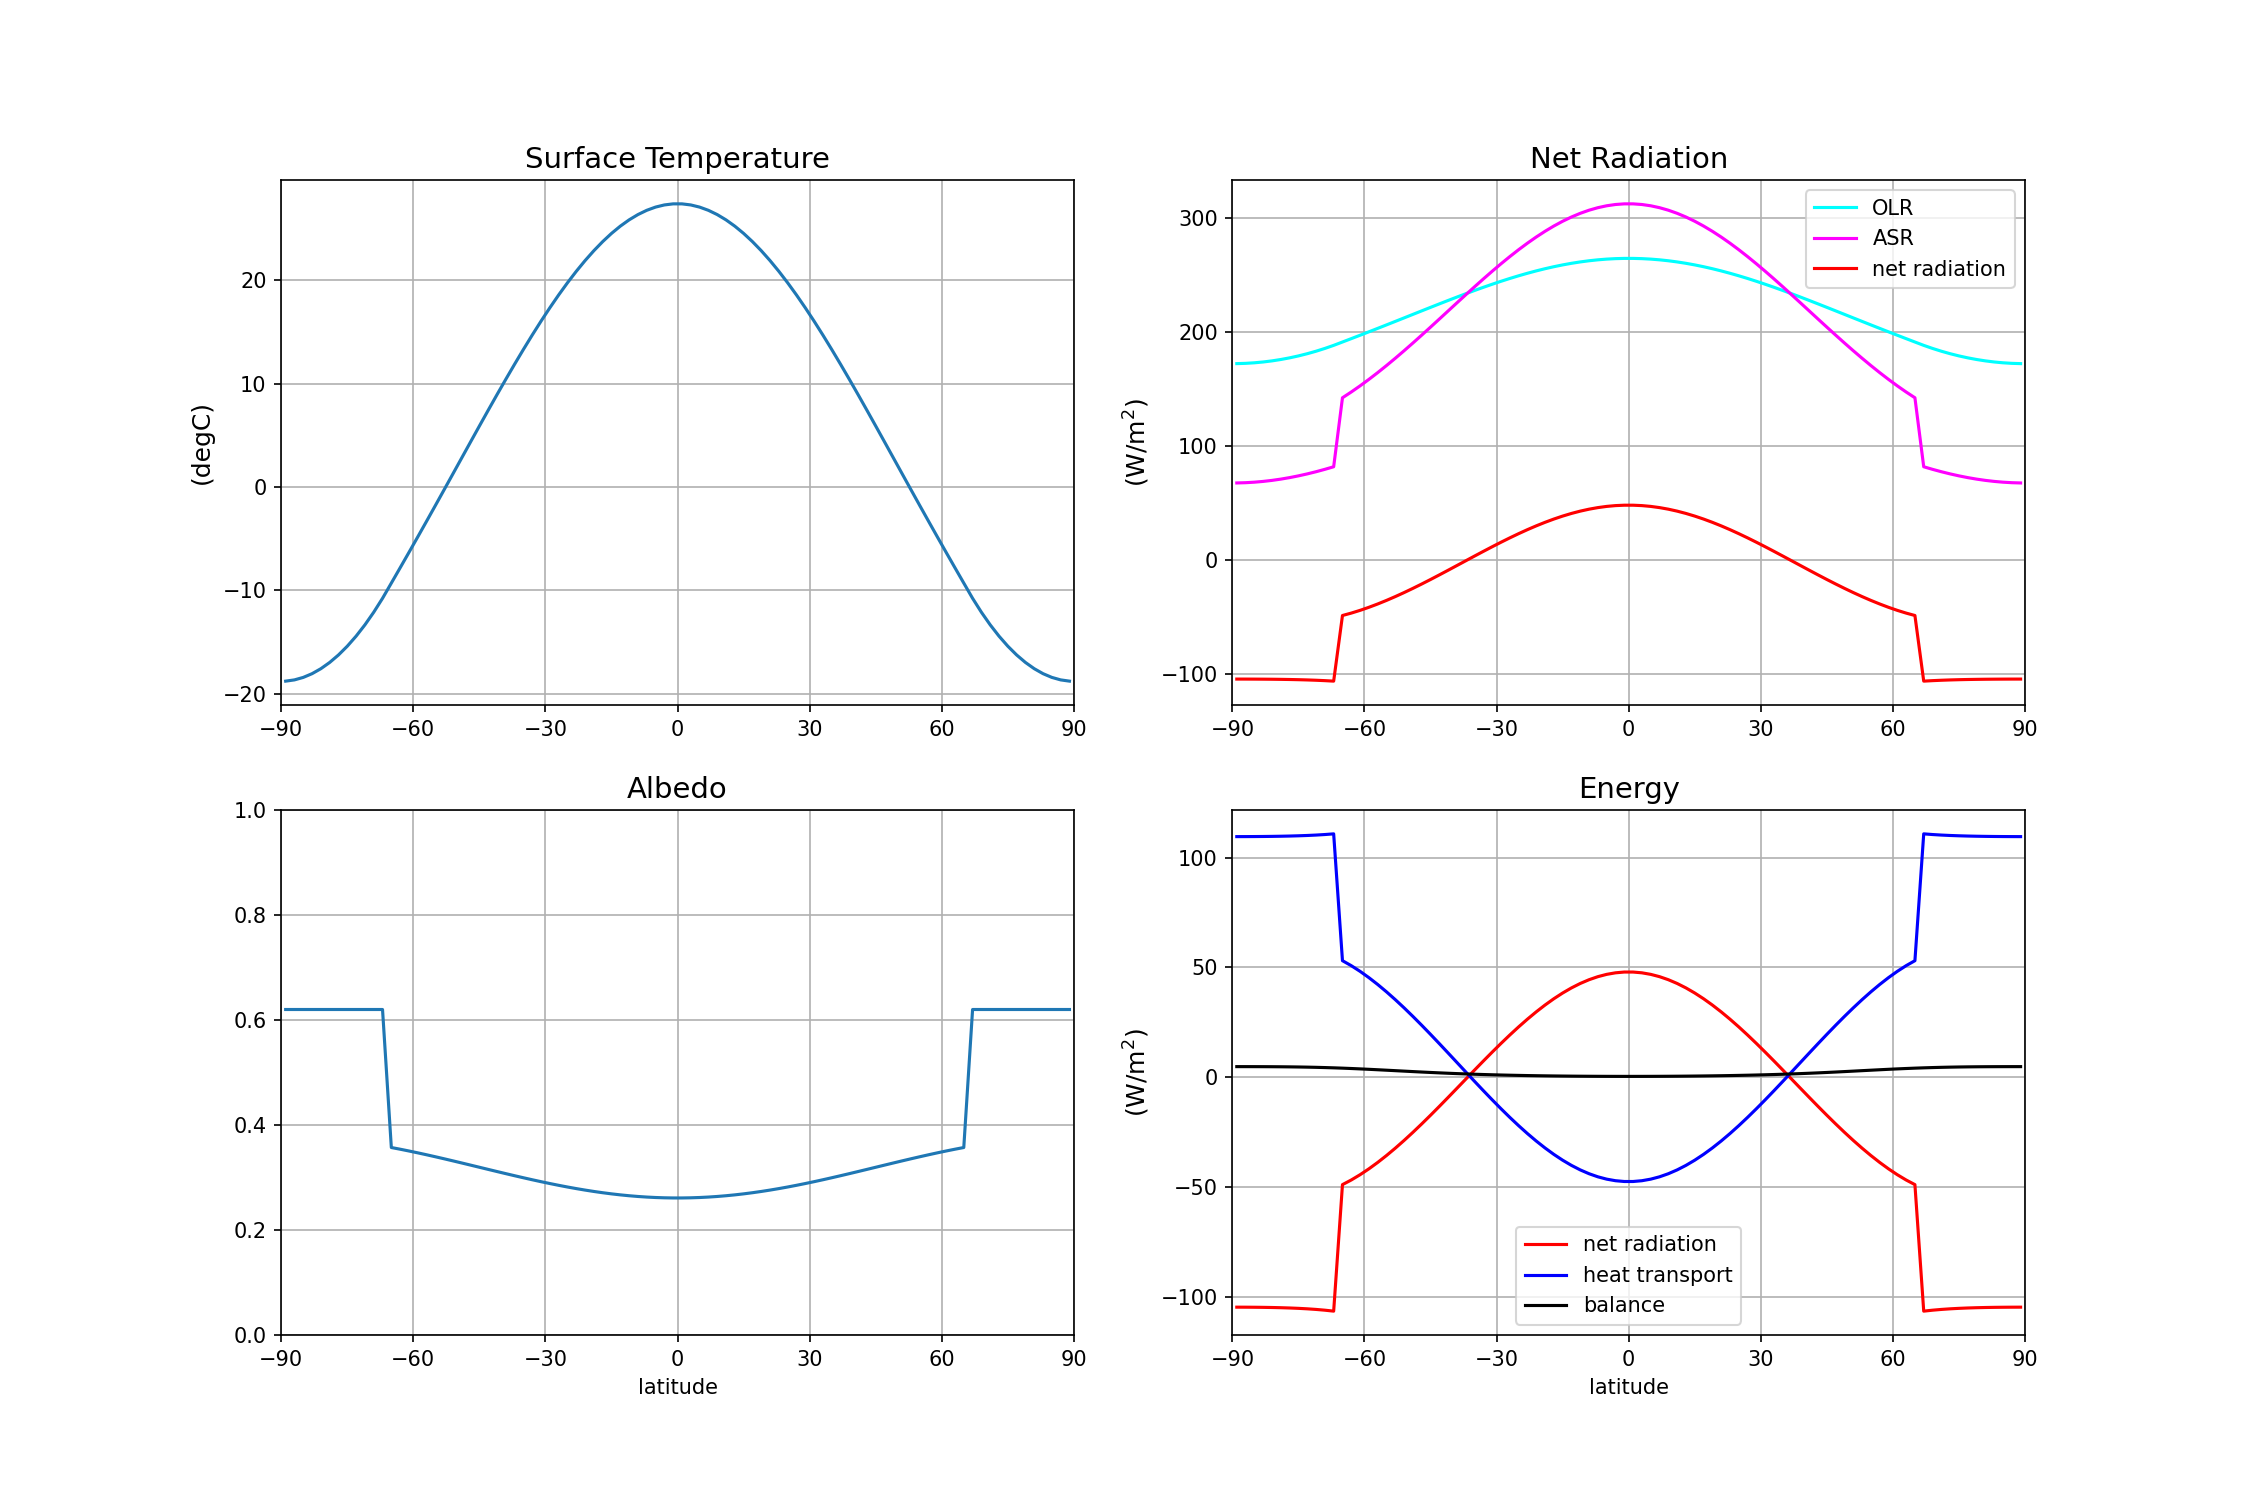 Surface Temperature
(degC)
20
10
0
−10
−20
−90 −60 −30 0 30 60 90
Net Radiation
(W/m²)
300
200
100
0
−100
OLR
ASR
net radiation
−90 −60 −30 0 30 60 90
Albedo
1.0
0.8
0.6
0.4
0.2
0.0
−90 −60 −30 0 30 60 90
latitude
Energy
(W/m²)
100
50
0
−50
−100
net radiation
heat transport
balance
−90 −60 −30 0 30 60 90
latitude